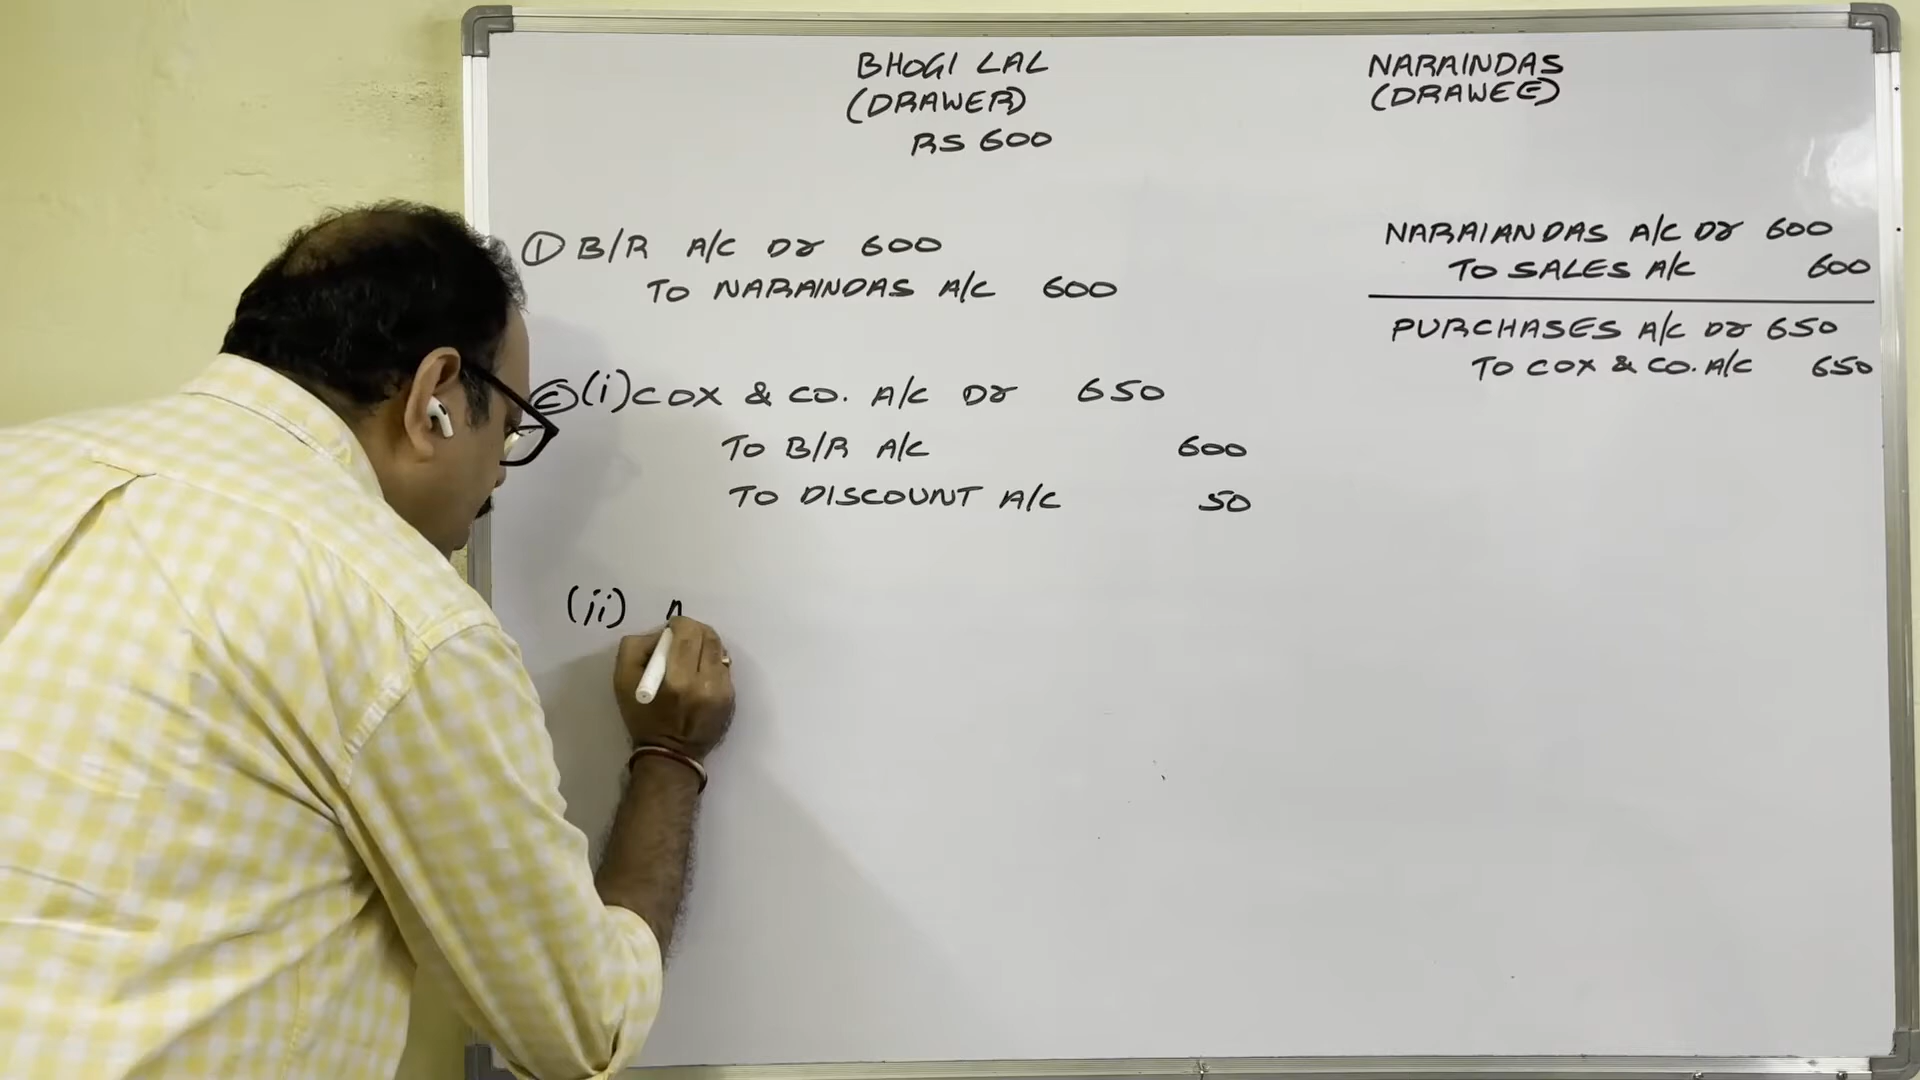 BHOGI LAL
(DRAWER)
RS 600
NARAINDAS
(DRAWEE)
① B/R A/C Dr 600
TO NARAINDAS A/C 600
(i) COX & CO. A/C Dr 650
TO B/R A/C 600
TO DISCOUNT A/C 50
(ii)
NARAIANDAS A/C Dr 600
TO SALES A/C 600
PURCHASES A/C Dr 650
TO COX & CO. A/C 650